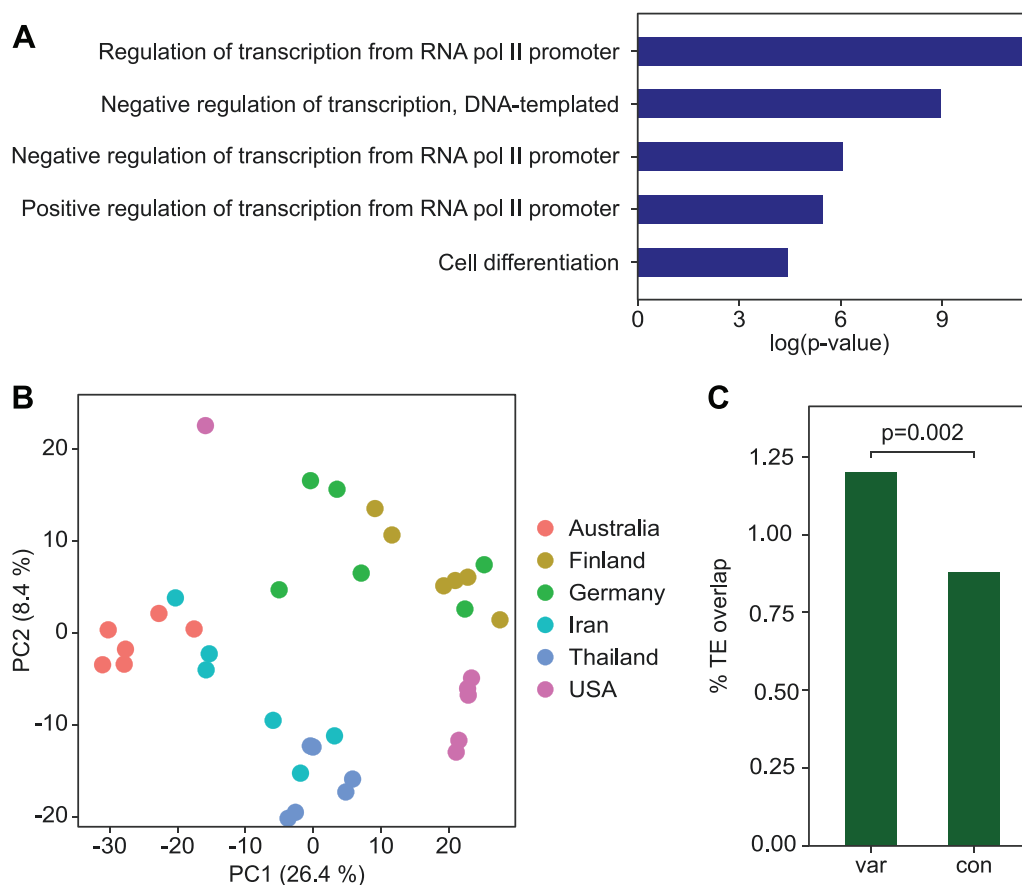 A
Regulation of transcription from RNA pol II promoter
Negative regulation of transcription, DNA-templated
Negative regulation of transcription from RNA pol II promoter
Positive regulation of transcription from RNA pol II promoter
Cell differentiation
0 3 6 9
log(p-value)
B
20
10
0
-10
-20
PC2 (8.4 %)
-30 -20 -10 0 10 20
PC1 (26.4 %)
Australia
Finland
Germany
Iran
Thailand
USA
C
p=0.002
1.25
1.00
0.75
0.50
0.25
0.00
% TE overlap
var con